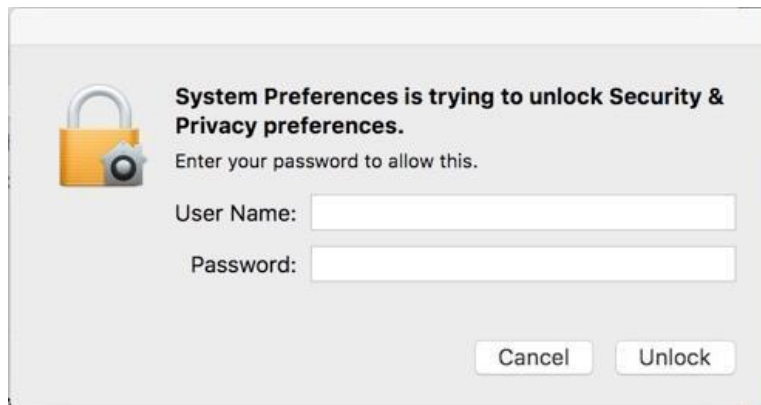 System Preferences is trying to unlock Security &
Privacy preferences.
Enter your password to allow this.
User Name:
Password:
Cancel
Unlock